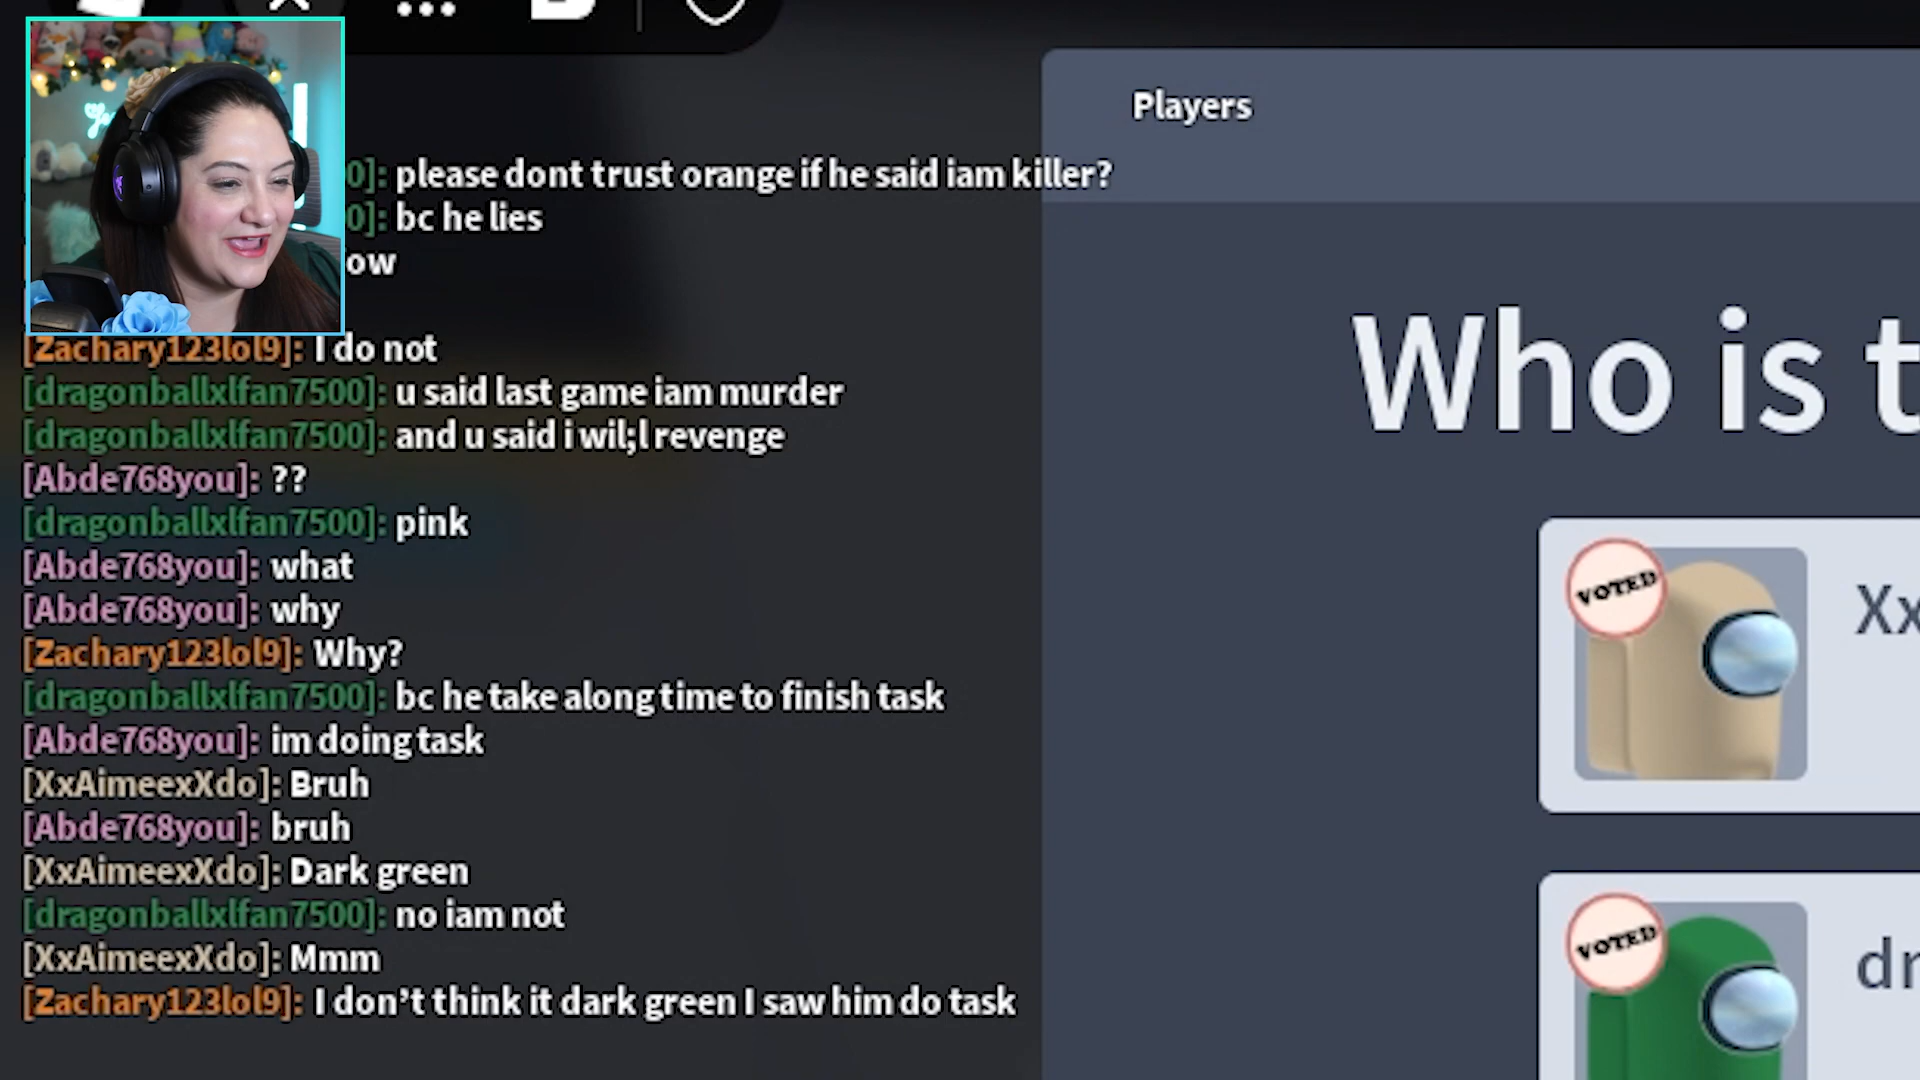 Players
0]: please dont trust orange if he said iam killer?
0]: bc he lies
ow
[Zachary123lol9]: I do not
[dragonballxlfan7500]: u said last game iam murder
[dragonballxlfan7500]: and u said i wil;l revenge
[Abde768you]: ??
[dragonballxlfan7500]: pink
[Abde768you]: what
[Abde768you]: why
[Zachary123lol9]: Why?
[dragonballxlfan7500]: bc he take along time to finish task
[Abde768you]: im doing task
[XxAimeexXdo]: Bruh
[Abde768you]: bruh
[XxAimeexXdo]: Dark green
[dragonballxlfan7500]: no iam not
[XxAimeexXdo]: Mmm
[Zachary123lol9]: I don't think it dark green I saw him do task
Who is t
VOTED
Xx
VOTED
dr